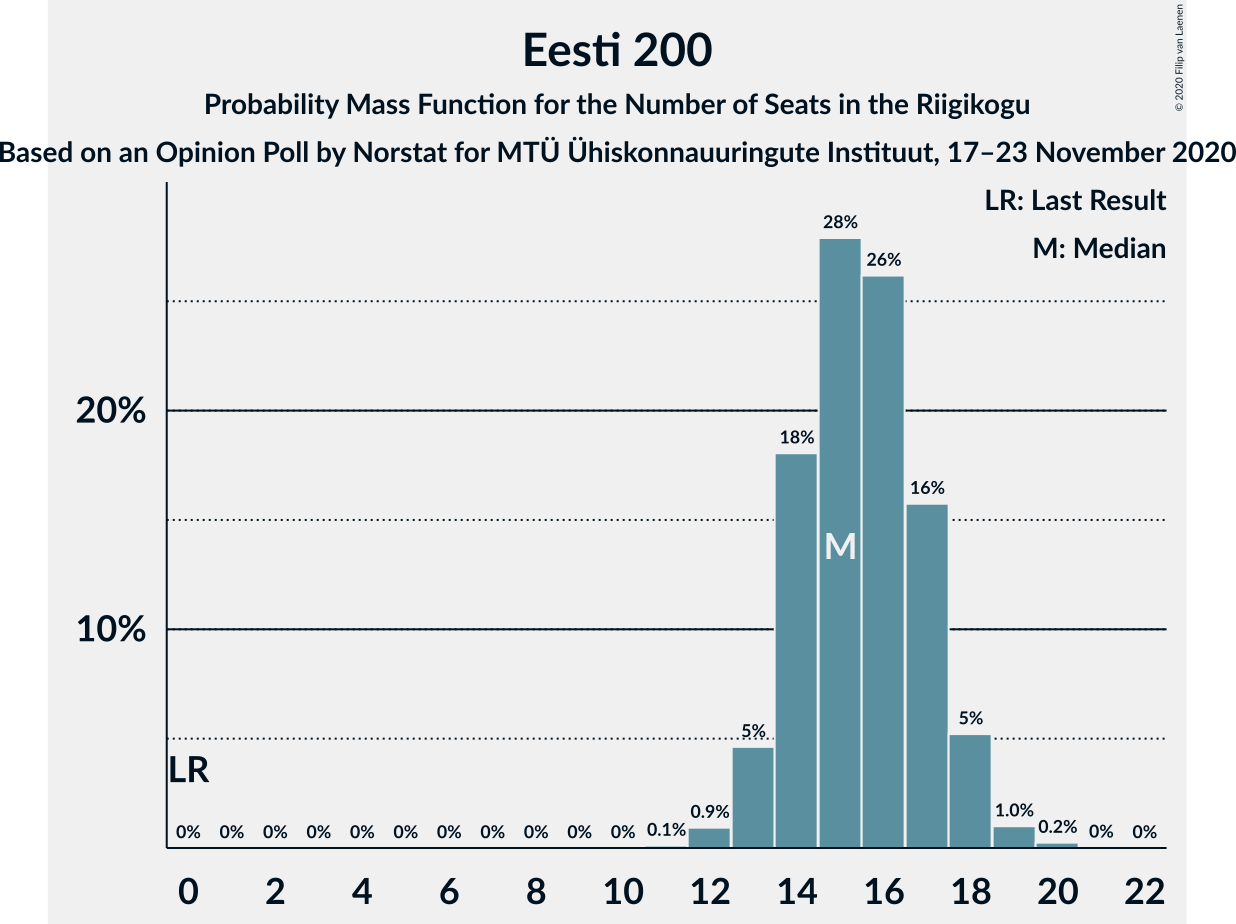 © 2020 Filip van Laenen
Eesti 200
Probability Mass Function for the Number of Seats in the Riigikogu
Based on an Opinion Poll by Norstat for MTÜ Ühiskonnauuringute Instituut, 17–23 November 2020
LR: Last Result
M: Median
28%
26%
20%
18%
16%
M
10%
5%
5%
LR
0% 0% 0% 0% 0% 0% 0% 0% 0% 0% 0% 0.1% 0.9% 1.0% 0.2% 0% 0%
0 2 4 6 8 10 12 14 16 18 20 22